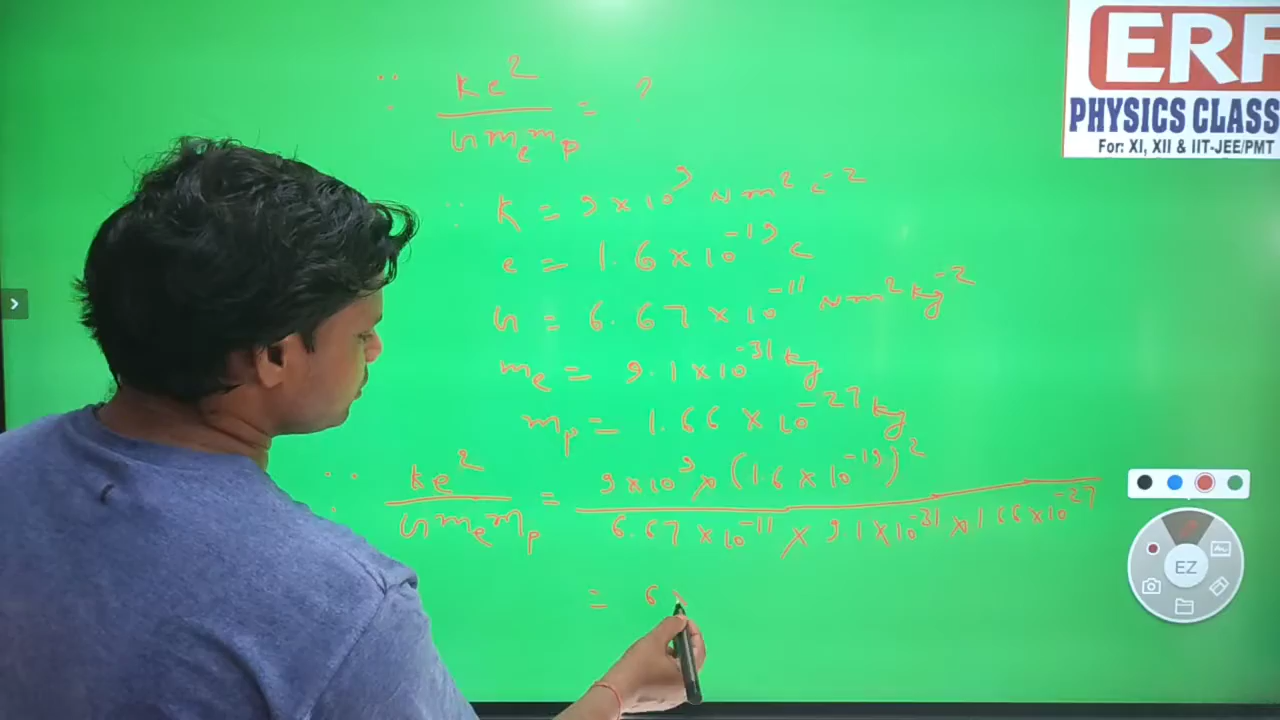 ∵ ke²/Gmₑmₚ = ?
∵ K = 9×10⁹ Nm²c⁻²
e = 1.6×10⁻¹⁹ c
G = 6.67×10⁻¹¹ Nm²kg⁻²
mₑ = 9.1×10⁻³¹ kg
mₚ = 1.66×10⁻²⁷ kg
∴ ke²/Gmₑmₚ = 9×10⁹×(1.6×10⁻¹⁹)²/6.67×10⁻¹¹×9.1×10⁻³¹×1.66×10⁻²⁷
= 6
ERF
PHYSICS CLASS
For: XI, XII & IIT-JEE/PMT
EZ